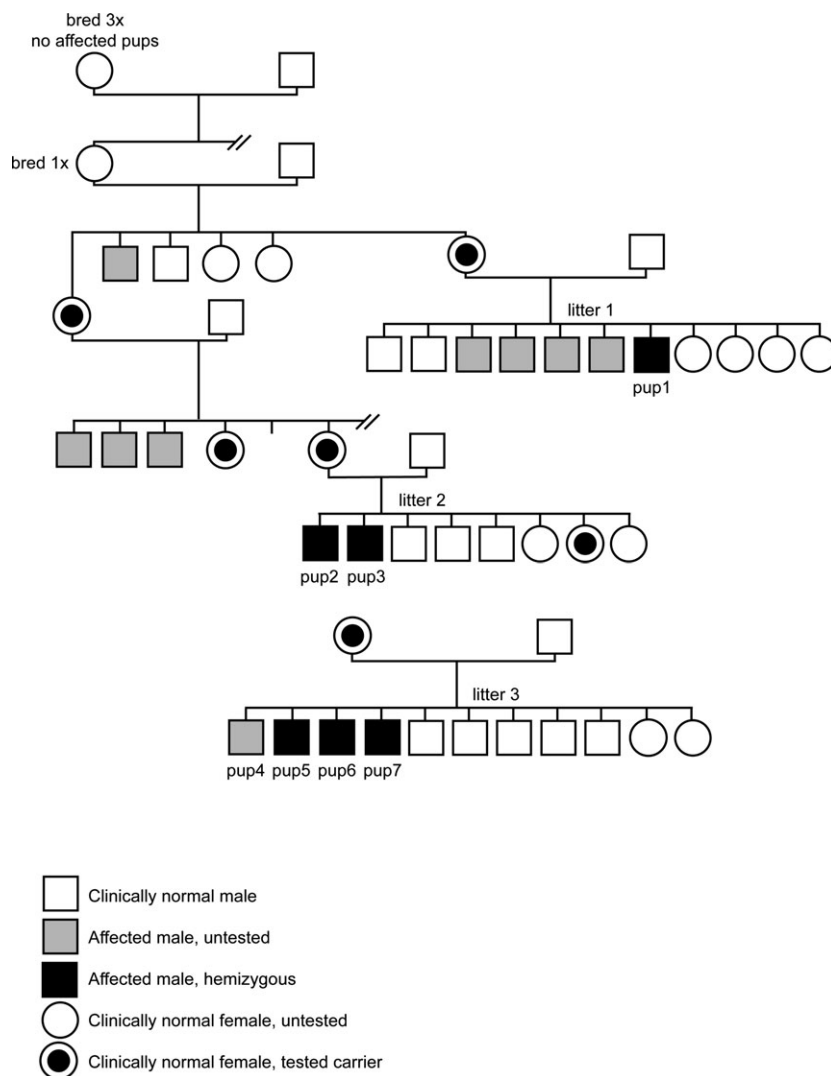 bred 3x
no affected pups
bred 1x
litter 1
pup1
litter 2
pup2 pup3
litter 3
pup4 pup5 pup6 pup7
Clinically normal male
Affected male, untested
Affected male, hemizygous
Clinically normal female, untested
Clinically normal female, tested carrier